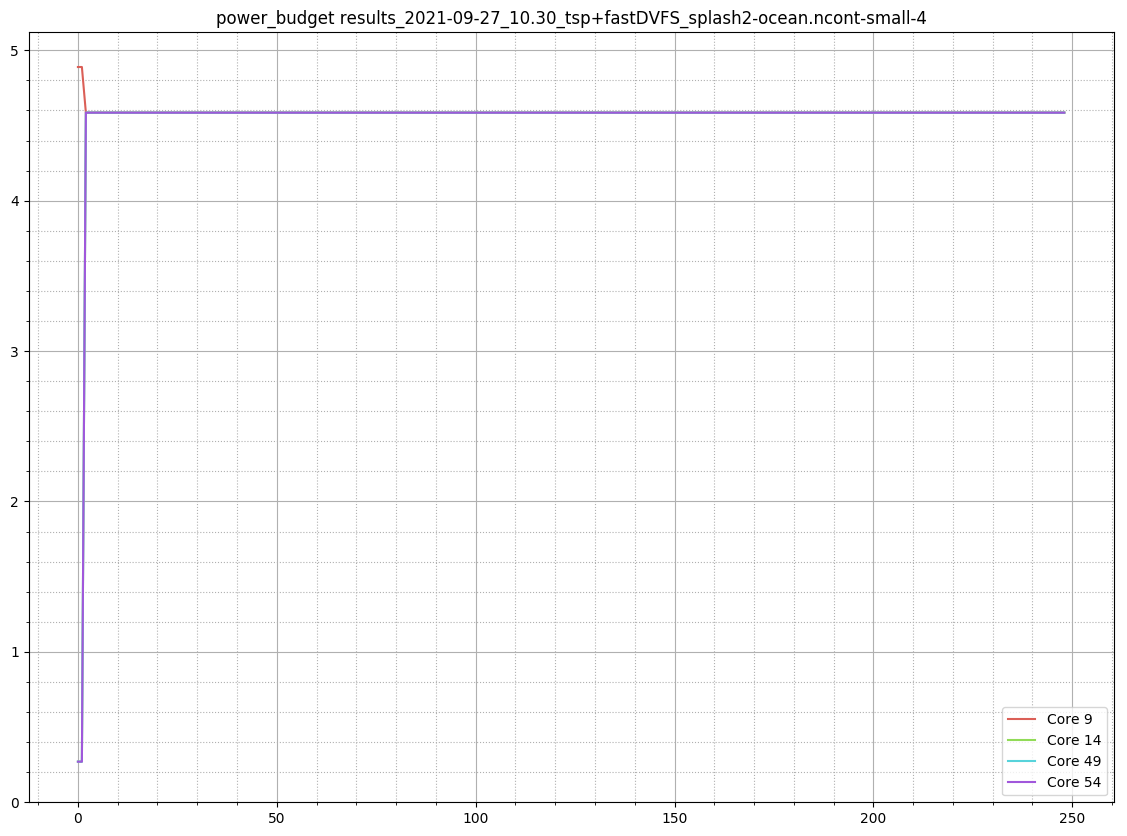 power_budget results_2021-09-27_10.30_tsp+fastDVFS_splash2-ocean.ncont-small-4
5
4
3
2
1
0
0 50 100 150 200 250
Core 9
Core 14
Core 49
Core 54